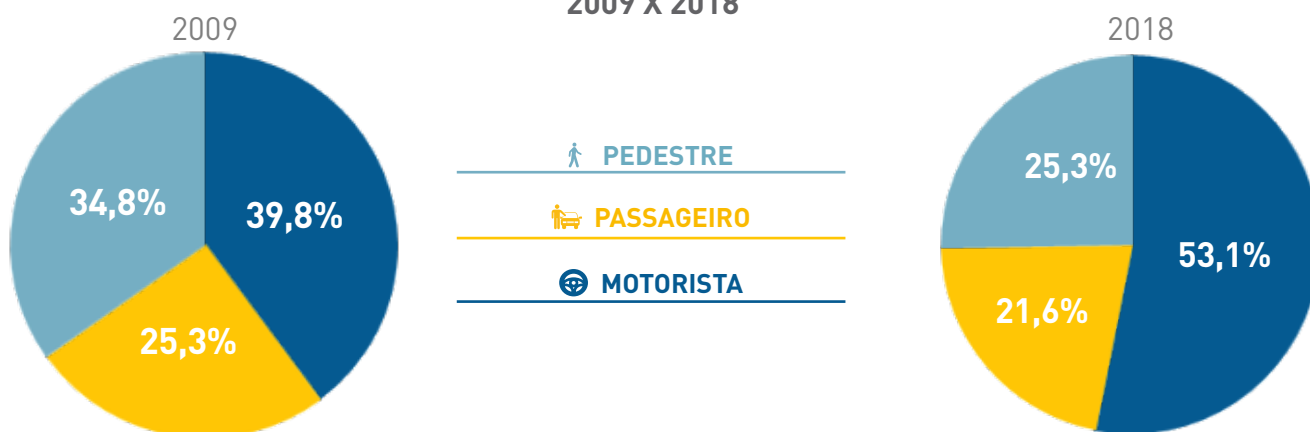 2009 X 2018
2009
2018
34,8%
39,8%
25,3%
PEDESTRE
PASSAGEIRO
MOTORISTA
25,3%
53,1%
21,6%